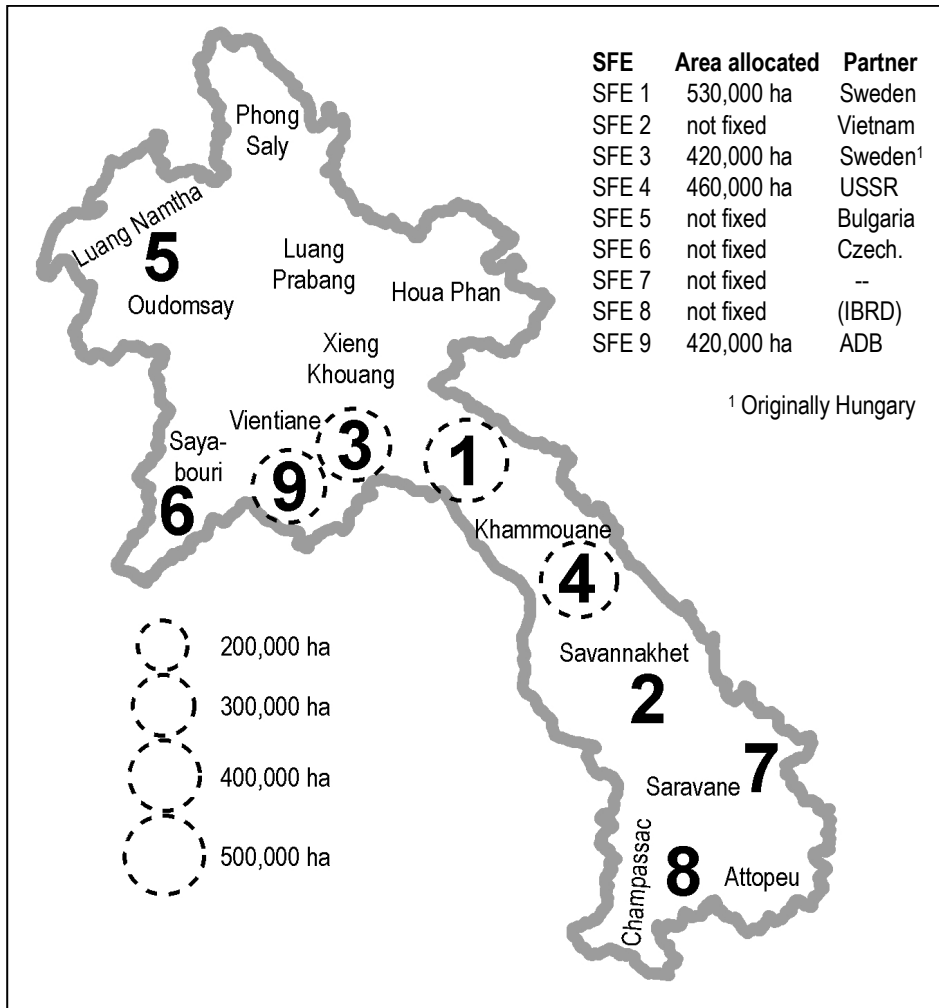 SFE Area allocated Partner
SFE 1 530,000 ha Sweden
SFE 2 not fixed Vietnam
SFE 3 420,000 ha Sweden¹
SFE 4 460,000 ha USSR
SFE 5 not fixed Bulgaria
SFE 6 not fixed Czech.
SFE 7 not fixed --
SFE 8 not fixed (IBRD)
SFE 9 420,000 ha ADB
¹ Originally Hungary
Phong
Saly
Luang Namtha
5
Oudomsay
Luang
Prabang
Houa Phan
Xieng
Khouang
Vientiane
Saya-
bouri
6
9
3
1
Khammouane
4
Savannakhet
2
7
Saravane
Champassac
8
Attopeu
200,000 ha
300,000 ha
400,000 ha
500,000 ha